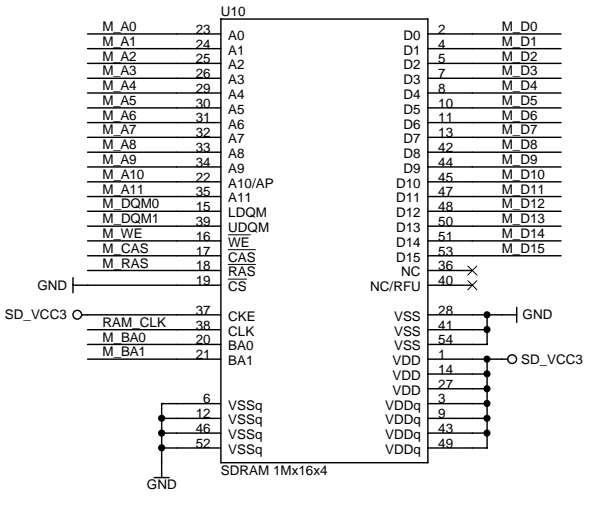 U10
M_A0 23 A0 D0 2 M_D0
M_A1 24 A1 D1 4 M_D1
M_A2 25 A2 D2 5 M_D2
M_A3 26 A3 D3 7 M_D3
M_A4 29 A4 D4 8 M_D4
M_A5 30 A5 D5 10 M_D5
M_A6 31 A6 D6 11 M_D6
M_A7 32 A7 D7 13 M_D7
M_A8 33 A8 D8 42 M_D8
M_A9 34 A9 D9 44 M_D9
M_A10 22 A10/AP D10 45 M_D10
M_A11 35 A11 D11 47 M_D11
M_DQM0 15 LDQM D12 48 M_D12
M_DQM1 39 UDQM D13 50 M_D13
M_WE 16 WE D14 51 M_D14
M_CAS 17 CAS D15 53 M_D15
M_RAS 18 RAS NC 36
GND 19 CS NC/RFU 40
SD_VCC3 37 CKE VSS 28 GND
RAM_CLK 38 CLK VSS 41
M_BA0 20 BA0 VSS 54
M_BA1 21 BA1 VDD 1 SD_VCC3
VDD 14
VDD 27
6 VSSq VDDq 3
12 VSSq VDDq 9
46 VSSq VDDq 43
52 VSSq VDDq 49
SDRAM 1Mx16x4
GND